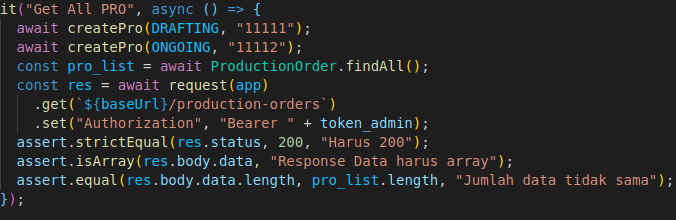 it("Get All PRO", async () => {
  await createPro(DRAFTING, "11111");
  await createPro(ONGOING, "11112");
  const pro_list = await ProductionOrder.findAll();
  const res = await request(app)
    .get(`${baseUrl}/production-orders`)
    .set("Authorization", "Bearer " + token_admin);
  assert.strictEqual(res.status, 200, "Harus 200");
  assert.isArray(res.body.data, "Response Data harus array");
  assert.equal(res.body.data.length, pro_list.length, "Jumlah data tidak sama");
});